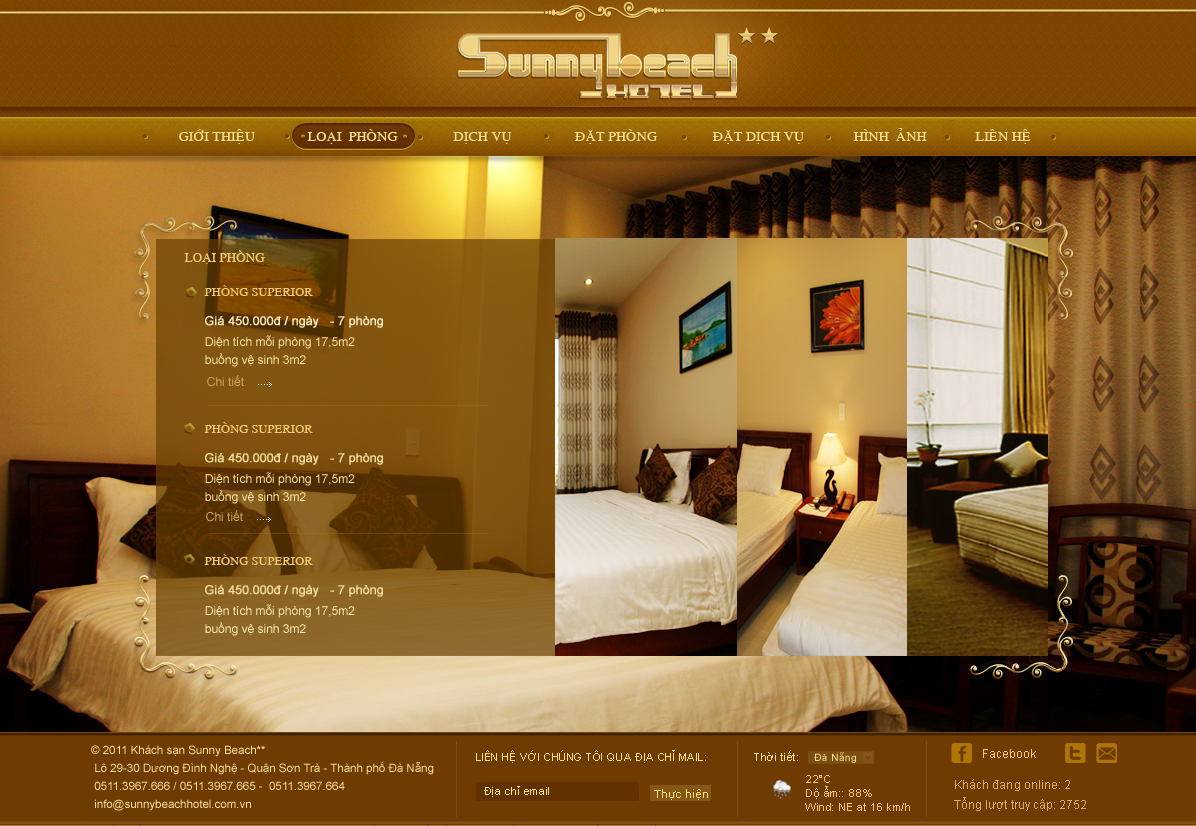 Sunny beach
HOTEL
GIỚI THIỆU LOẠI PHÒNG DỊCH VỤ ĐẶT PHÒNG ĐẶT DỊCH VỤ HÌNH ẢNH LIÊN HỆ
LOẠI PHÒNG
PHÒNG SUPERIOR
Giá 450.000đ / ngày - 7 phòng
Diện tích mỗi phòng 17,5m2
buồng vệ sinh 3m2
Chi tiết
PHÒNG SUPERIOR
Giá 450.000đ / ngày - 7 phòng
Diện tích mỗi phòng 17,5m2
buồng vệ sinh 3m2
Chi tiết
PHÒNG SUPERIOR
Giá 450.000đ / ngày - 7 phòng
Diện tích mỗi phòng 17,5m2
buồng vệ sinh 3m2
© 2011 Khách sạn Sunny Beach**
Lô 29-30 Dương Đình Nghệ - Quận Sơn Trà - Thành phố Đà Nẵng
0511.3967.666 / 0511.3967.665 - 0511.3967.664
info@sunnybeachhotel.com.vn
LIÊN HỆ VỚI CHÚNG TÔI QUA ĐỊA CHỈ MAIL:
Địa chỉ email Thực hiện
Thời tiết: Đà Nẵng
22°C
Độ ẩm:: 88%
Wind: NE at 16 km/h
Facebook
Khách đang online: 2
Tổng lượt truy cập: 2752